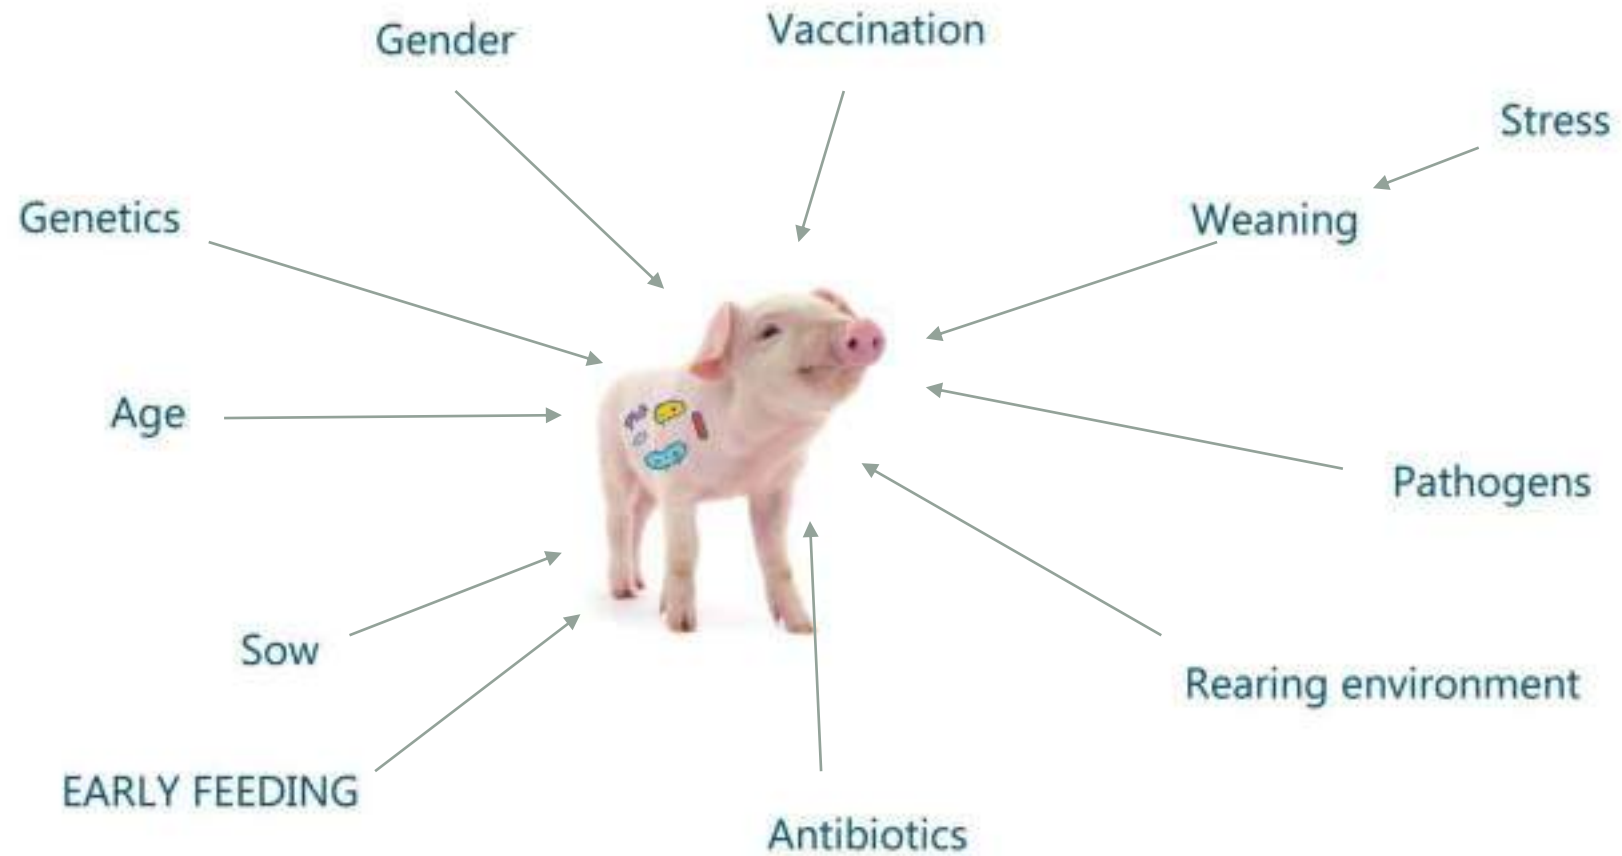 Gender
Vaccination
Stress
Genetics
Weaning
Age
Pathogens
Sow
Rearing environment
EARLY FEEDING
Antibiotics